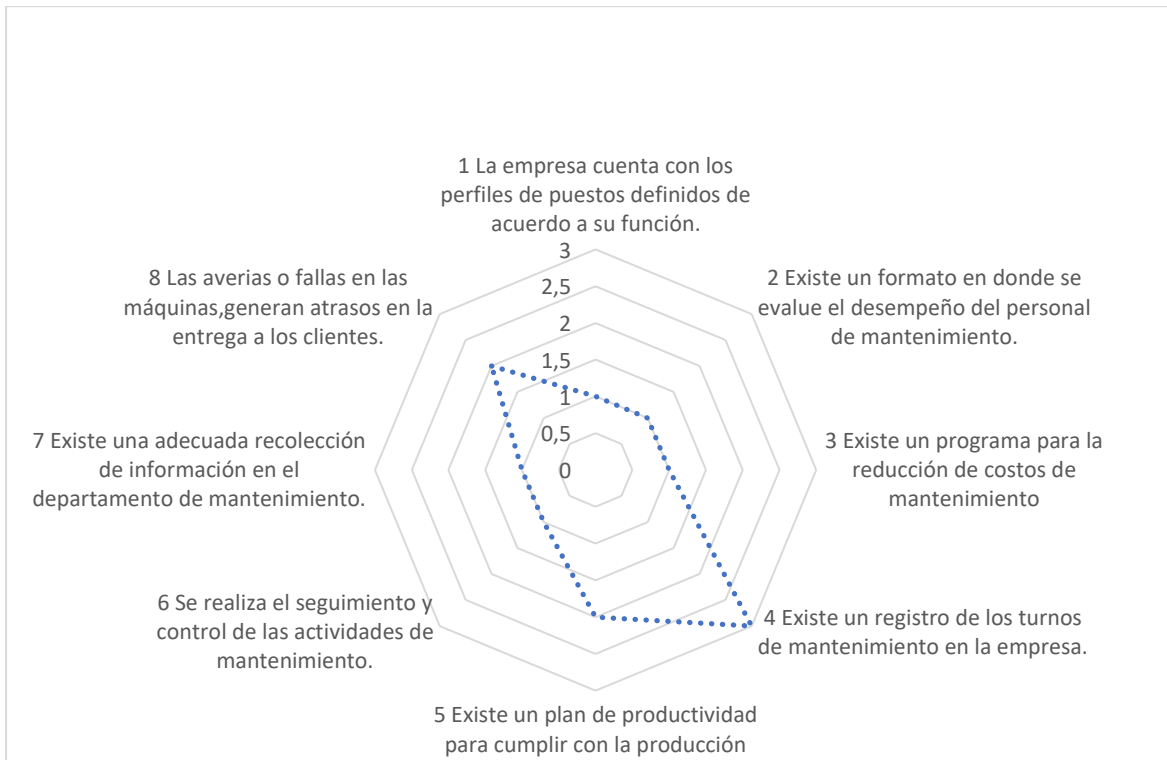 1 La empresa cuenta con los
perfiles de puestos definidos de
acuerdo a su función.
2 Existe un formato en donde se
evalue el desempeño del personal
de mantenimiento.
3 Existe un programa para la
reducción de costos de
mantenimiento
4 Existe un registro de los turnos
de mantenimiento en la empresa.
5 Existe un plan de productividad
para cumplir con la producción
6 Se realiza el seguimiento y
control de las actividades de
mantenimiento.
7 Existe una adecuada recolección
de información en el
departamento de mantenimiento.
8 Las averias o fallas en las
máquinas,generan atrasos en la
entrega a los clientes.
3
2,5
2
1,5
1
0,5
0